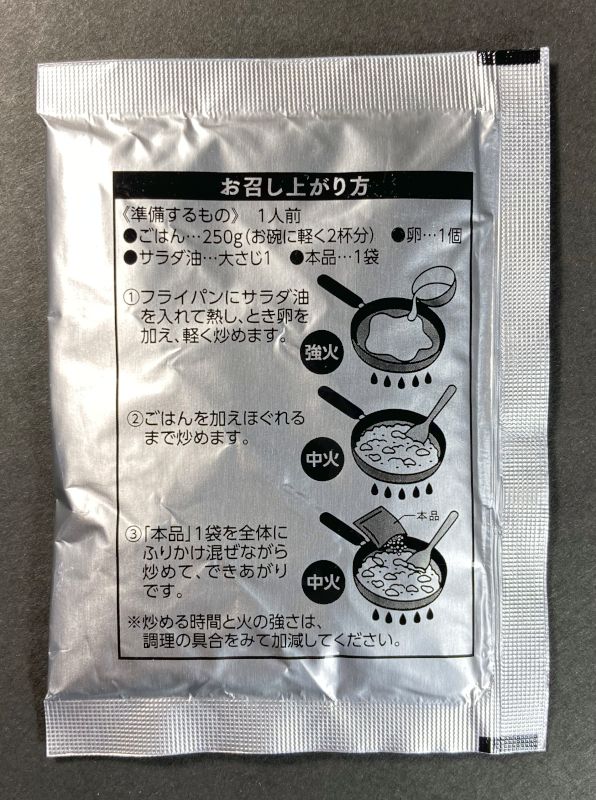 お召し上がり方
《準備するもの》 1人前
●ごはん…250g(お碗に軽く2杯分) ●卵…1個
●サラダ油…大さじ1 ●本品…1袋
①フライパンにサラダ油
を入れて熱し、とき卵を
加え、軽く炒めます。
強火
②ごはんを加えほぐれる
まで炒めます。
中火
本品
③「本品」1袋を全体に
ふりかけ混ぜながら
炒めて、できあがり
です。
中火
※炒める時間と火の強さは、
調理の具合をみて加減してください。